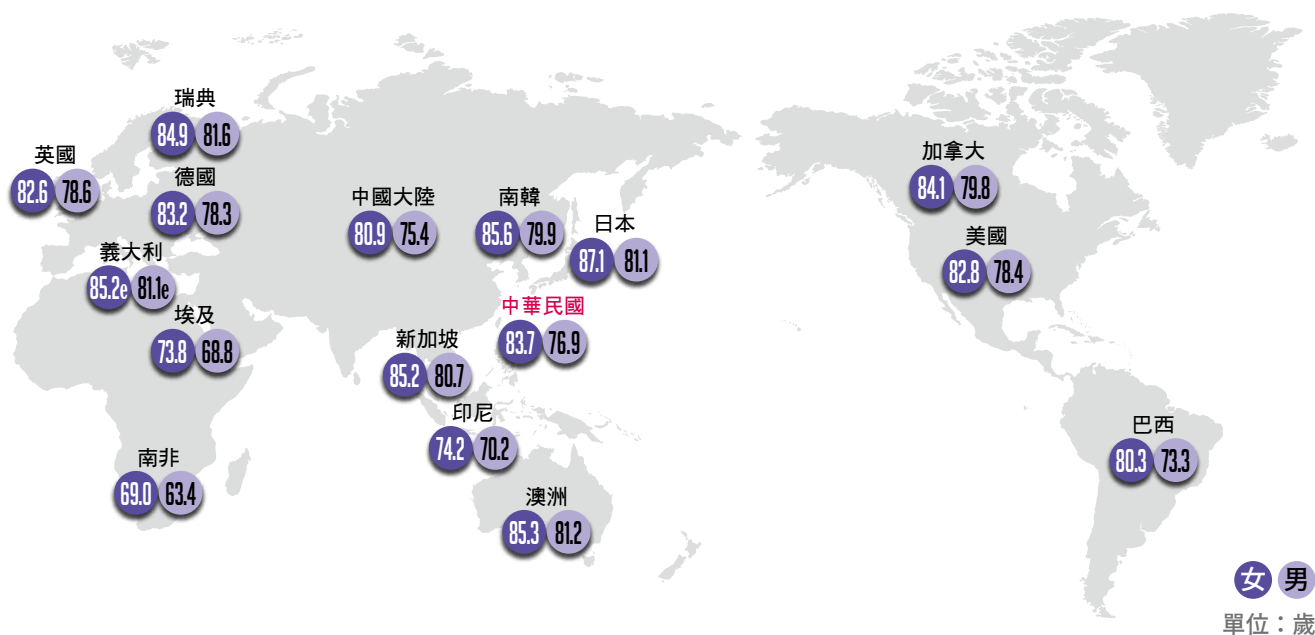 瑞典
84.9 81.6
英國
82.6 78.6
德國
83.2 78.3
義大利
85.2e 81.1e
埃及
73.8 68.8
南非
69.0 63.4
中國大陸
80.9 75.4
南韓
85.6 79.9
日本
87.1 81.1
中華民國
83.7 76.9
新加坡
85.2 80.7
印尼
74.2 70.2
澳洲
85.3 81.2
加拿大
84.1 79.8
美國
82.8 78.4
巴西
80.3 73.3
女 男
單位：歲